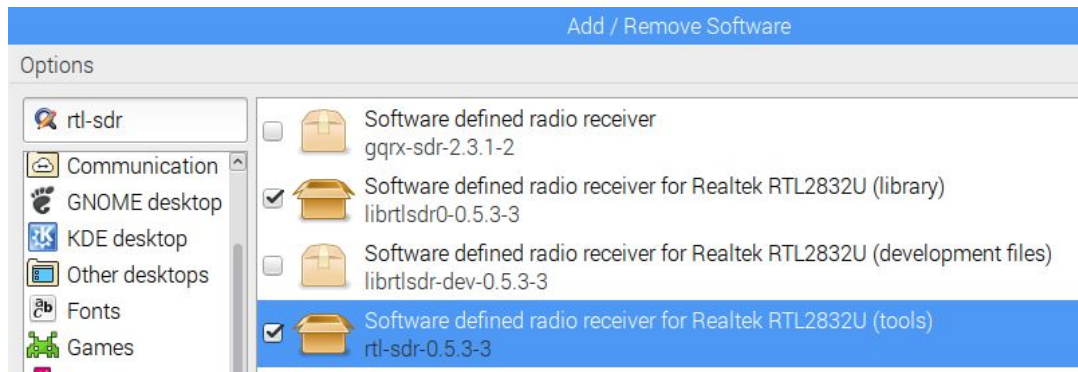 Add / Remove Software
Options
rtl-sdr
Communication
GNOME desktop
KDE desktop
Other desktops
Fonts
Games
Software defined radio receiver
gqrx-sdr-2.3.1-2
Software defined radio receiver for Realtek RTL2832U (library)
librtlsdr0-0.5.3-3
Software defined radio receiver for Realtek RTL2832U (development files)
librtlsdr-dev-0.5.3-3
Software defined radio receiver for Realtek RTL2832U (tools)
rtl-sdr-0.5.3-3